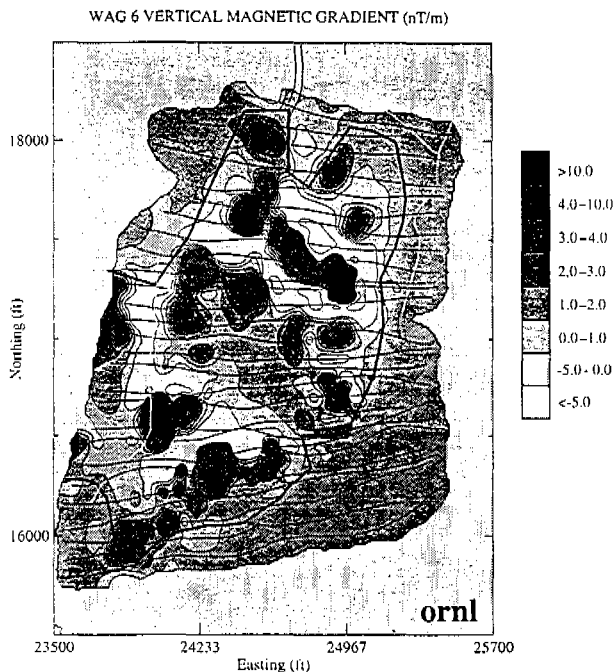 WAG 6 VERTICAL MAGNETIC GRADIENT (nT/m)
18000
Northing (ft)
16000
>10.0
4.0-10.0
3.0-4.0
2.0-3.0
1.0-2.0
0.0-1.0
-5.0-0.0
<-5.0
ornl
23500 24233 24967 25700
Easting (ft)